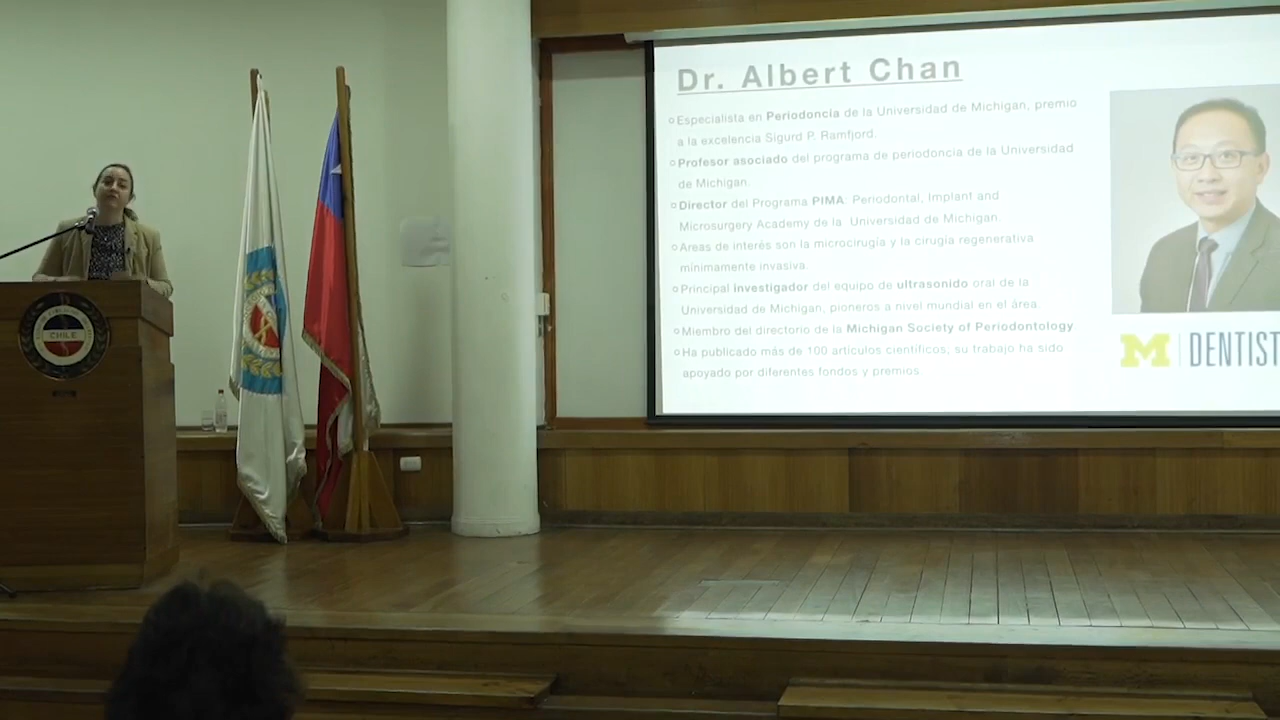 Dr. Albert Chan
Especialista en Periodoncia de la Universidad de Michigan, premio
a la excelencia Sigurd P. Ramfjord.
Profesor asociado del programa de periodoncia de la Universidad
de Michigan.
Director del Programa PIMA: Periodontal, Implant and
Microsurgery Academy de la Universidad de Michigan.
Areas de interés son la microcirugía y la cirugía regenerativa
minimamente invasiva.
Principal investigador del equipo de ultrasonido oral de la
Universidad de Michigan, pioneros a nivel mundial en el área
Miembro del directorio de la Michigan Society of Periodontology
Ha publicado más de 100 artículos científicos; su trabajo ha sido
apoyado por diferentes fondos y premios.
M DENTIST
CHILE